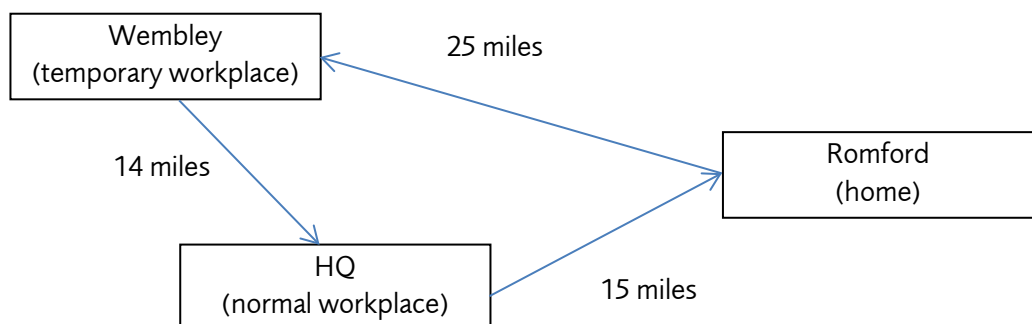 Wembley
(temporary workplace)
25 miles
14 miles
Romford
(home)
HQ
(normal workplace)
15 miles